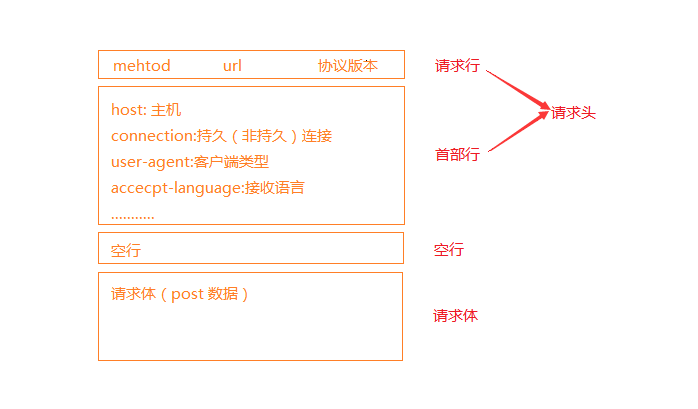 mehtod url 协议版本 请求行
host: 主机
connection:持久（非持久）连接
user-agent:客户端类型
accecpt-language:接收语言
...........
首部行
请求头
空行 空行
请求体（post 数据）
请求体